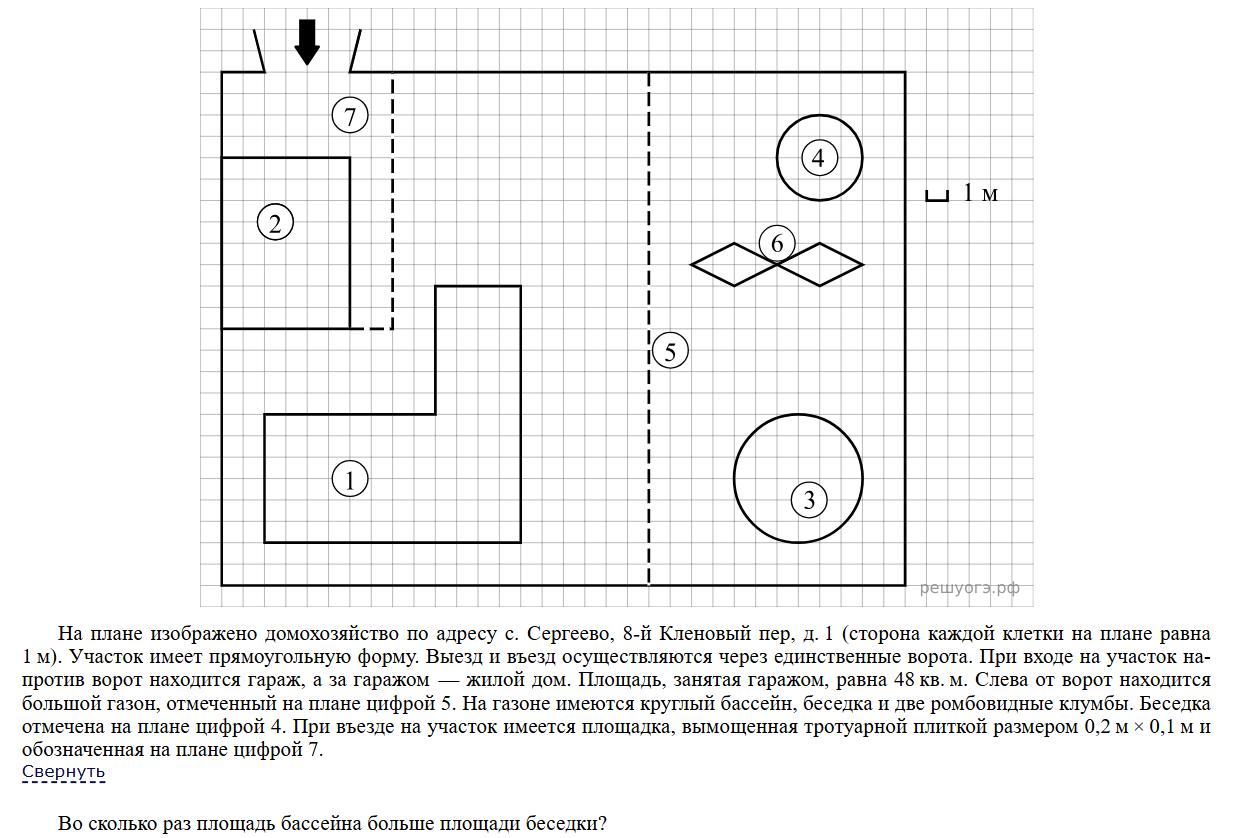 7
4
1 м
2
6
5
1
3
решуогэ.рф
На плане изображено домохозяйство по адресу с. Сергеево, 8-й Кленовый пер, д. 1 (сторона каждой клетки на плане равна
1 м). Участок имеет прямоугольную форму. Выезд и въезд осуществляются через единственные ворота. При входе на участок на-
против ворот находится гараж, а за гаражом — жилой дом. Площадь, занятая гаражом, равна 48 кв. м. Слева от ворот находится
большой газон, отмеченный на плане цифрой 5. На газоне имеются круглый бассейн, беседка и две ромбовидные клумбы. Беседка
отмечена на плане цифрой 4. При въезде на участок имеется площадка, вымощенная тротуарной плиткой размером 0,2 м × 0,1 м и
обозначенная на плане цифрой 7.
Свернуть
Во сколько раз площадь бассейна больше площади беседки?